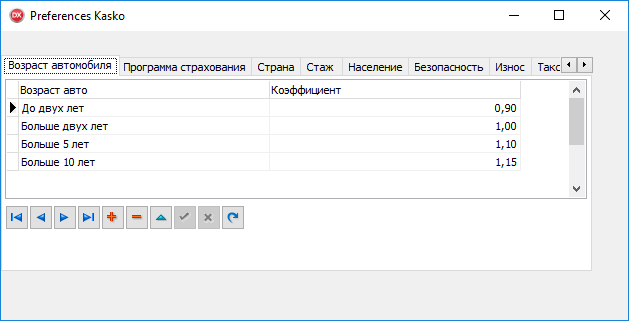 DX Preferences Kasko
Возраст автомобиля Программа страхования Страна Стаж Население Безопасность Износ Такс
Возраст авто Коэффициент
До двух лет 0,90
Больше двух лет 1,00
Больше 5 лет 1,10
Больше 10 лет 1,15